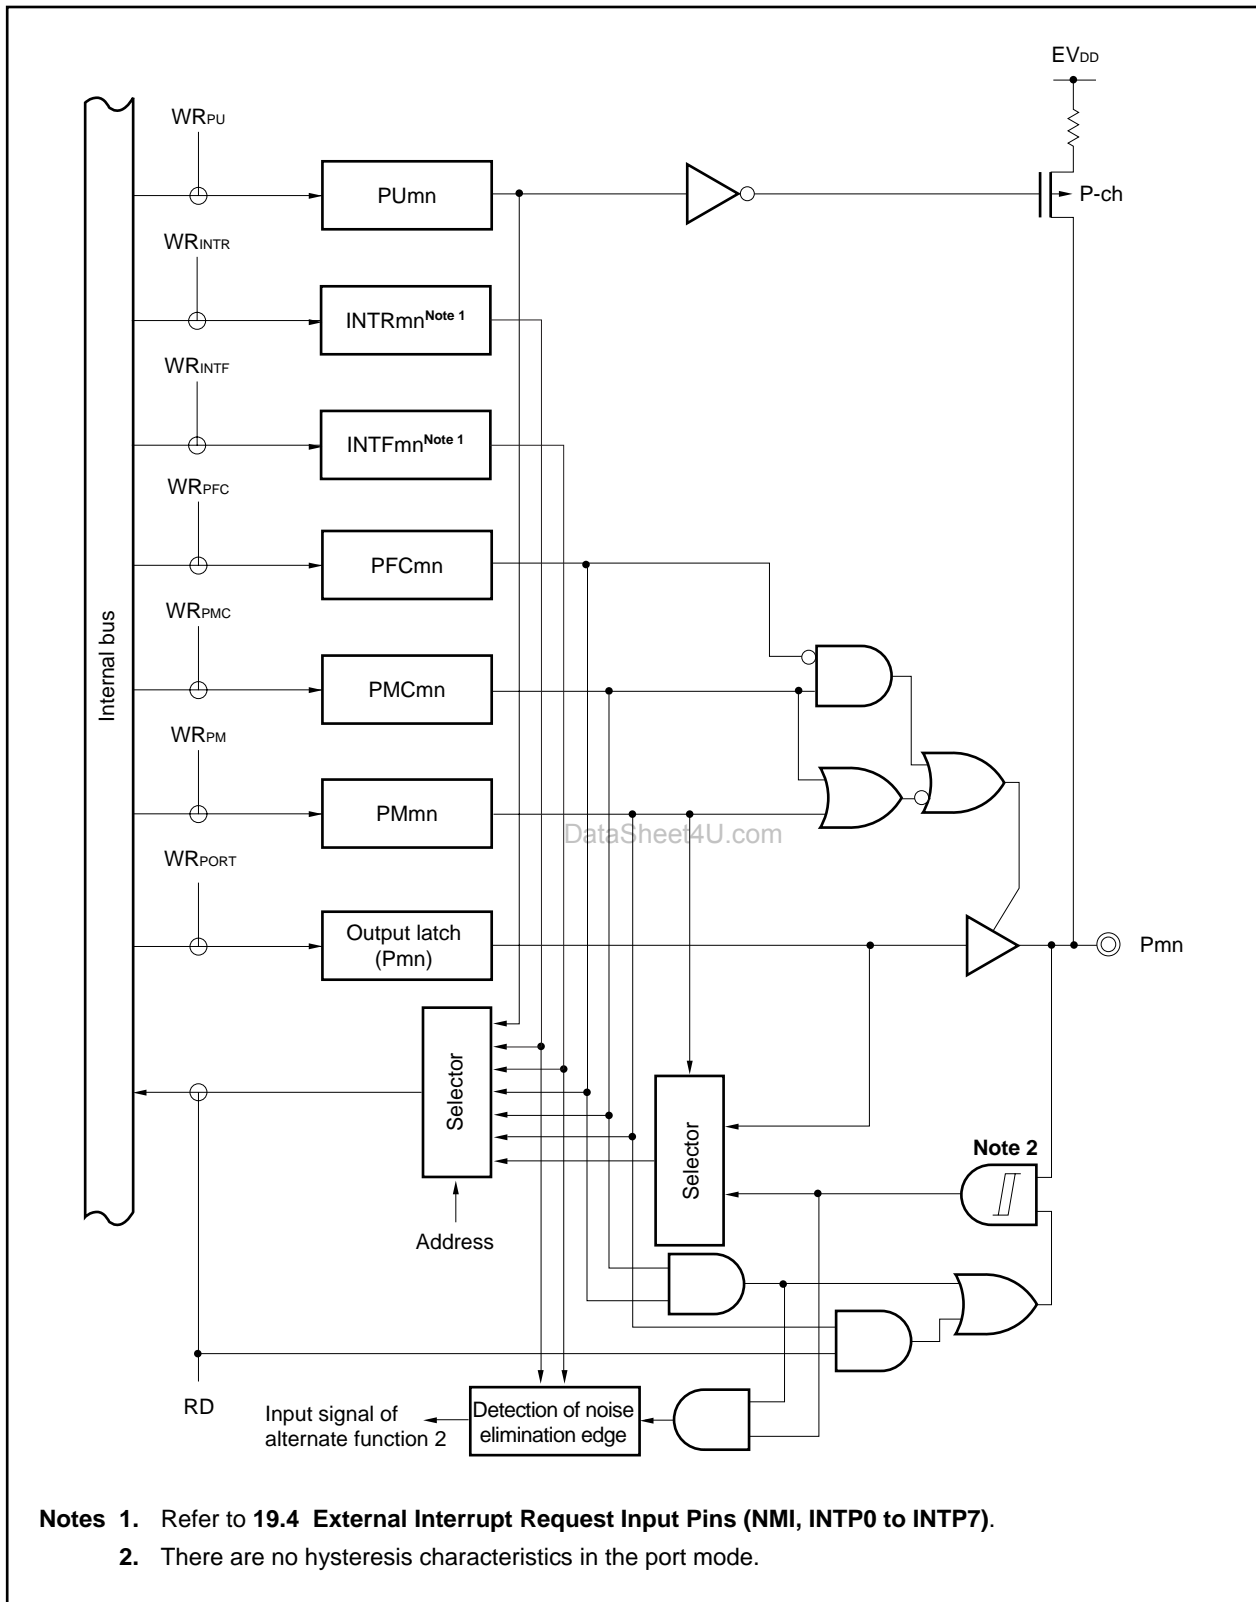 EVDD
WRPU
PUmn
P-ch
WRINTR
INTRmnNote 1
WRINTF
INTFmnNote 1
WRPFC
PFCmn
Internal bus
WRPMC
PMCmn
WRPM
PMmn
DataSheet4U.com
WRPORT
Output latch
(Pmn)
Pmn
Selector
Selector
Note 2
Address
RD
Input signal of
alternate function 2
Detection of noise
elimination edge
Notes 1. Refer to 19.4 External Interrupt Request Input Pins (NMI, INTP0 to INTP7).
2. There are no hysteresis characteristics in the port mode.